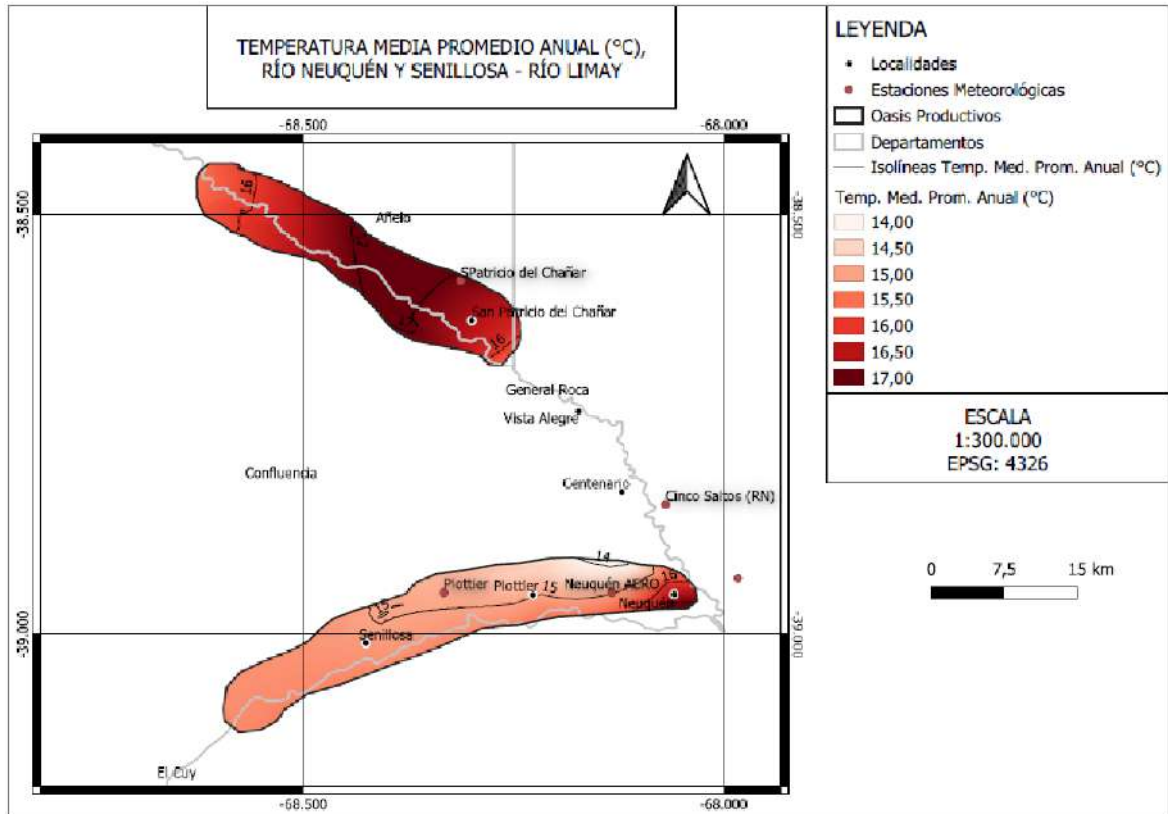 TEMPERATURA MEDIA PROMEDIO ANUAL (°C),
RÍO NEUQUÉN Y SENILLOSA - RÍO LIMAY
-68.500
-68.000
-38.500
-38.500
16
Añelo
SPatricio del Chañar
San Patricio del Chañar
16
General Roca
Vista Alegre
Confluencia
Centenario
Cinco Saltos (RN)
14
Plottier
Plottier
15
Neuquén AERO
16
Neuquén
15
-39.000
-39.000
Senillosa
El Cuy
-68.500
-68.000
LEYENDA
Localidades
Estaciones Meteorológicas
Oasis Productivos
Departamentos
Isolíneas Temp. Med. Prom. Anual (°C)
Temp. Med. Prom. Anual (°C)
14,00
14,50
15,00
15,50
16,00
16,50
17,00
ESCALA
1:300.000
EPSG: 4326
0 7,5 15 km